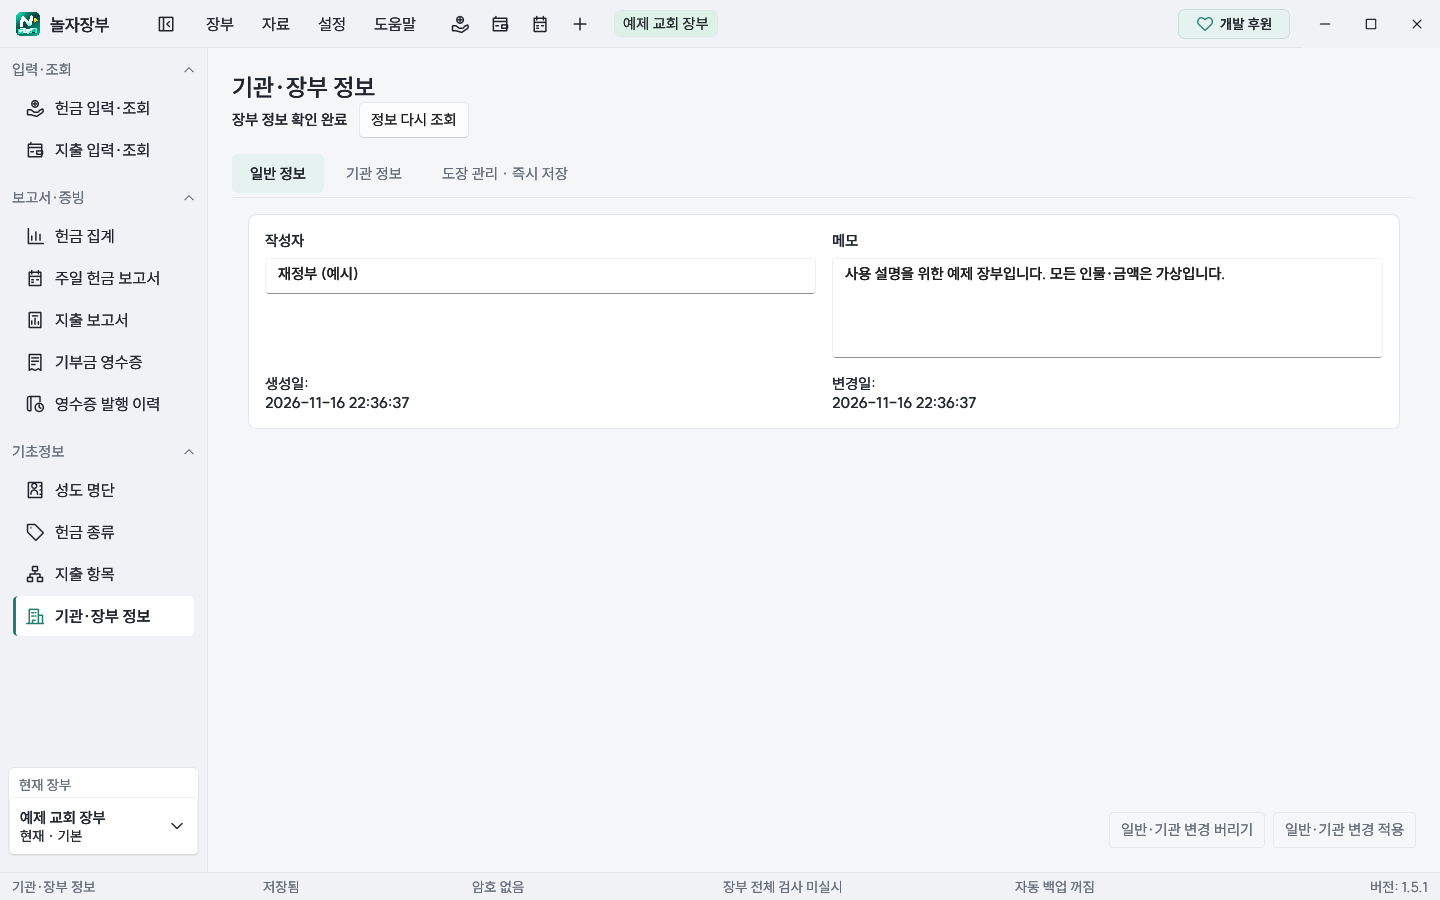 놀자장부
장부
자료
설정
도움말
예제 교회 장부
개발 후원
입력·조회
헌금 입력·조회
지출 입력·조회
보고서·증빙
헌금 집계
주일 헌금 보고서
지출 보고서
기부금 영수증
영수증 발행 이력
기초정보
성도 명단
헌금 종류
지출 항목
기관·장부 정보
현재 장부
예제 교회 장부
현재 · 기본
기관·장부 정보
장부 정보 확인 완료
정보 다시 조회
일반 정보
기관 정보
도장 관리 · 즉시 저장
작성자
재정부 (예시)
메모
사용 설명을 위한 예제 장부입니다. 모든 인물·금액은 가상입니다.
생성일:
2026-11-16 22:36:37
변경일:
2026-11-16 22:36:37
일반·기관 변경 버리기
일반·기관 변경 적용
기관·장부 정보
저장됨
암호 없음
장부 전체 검사 미실시
자동 백업 꺼짐
버전: 1.5.1